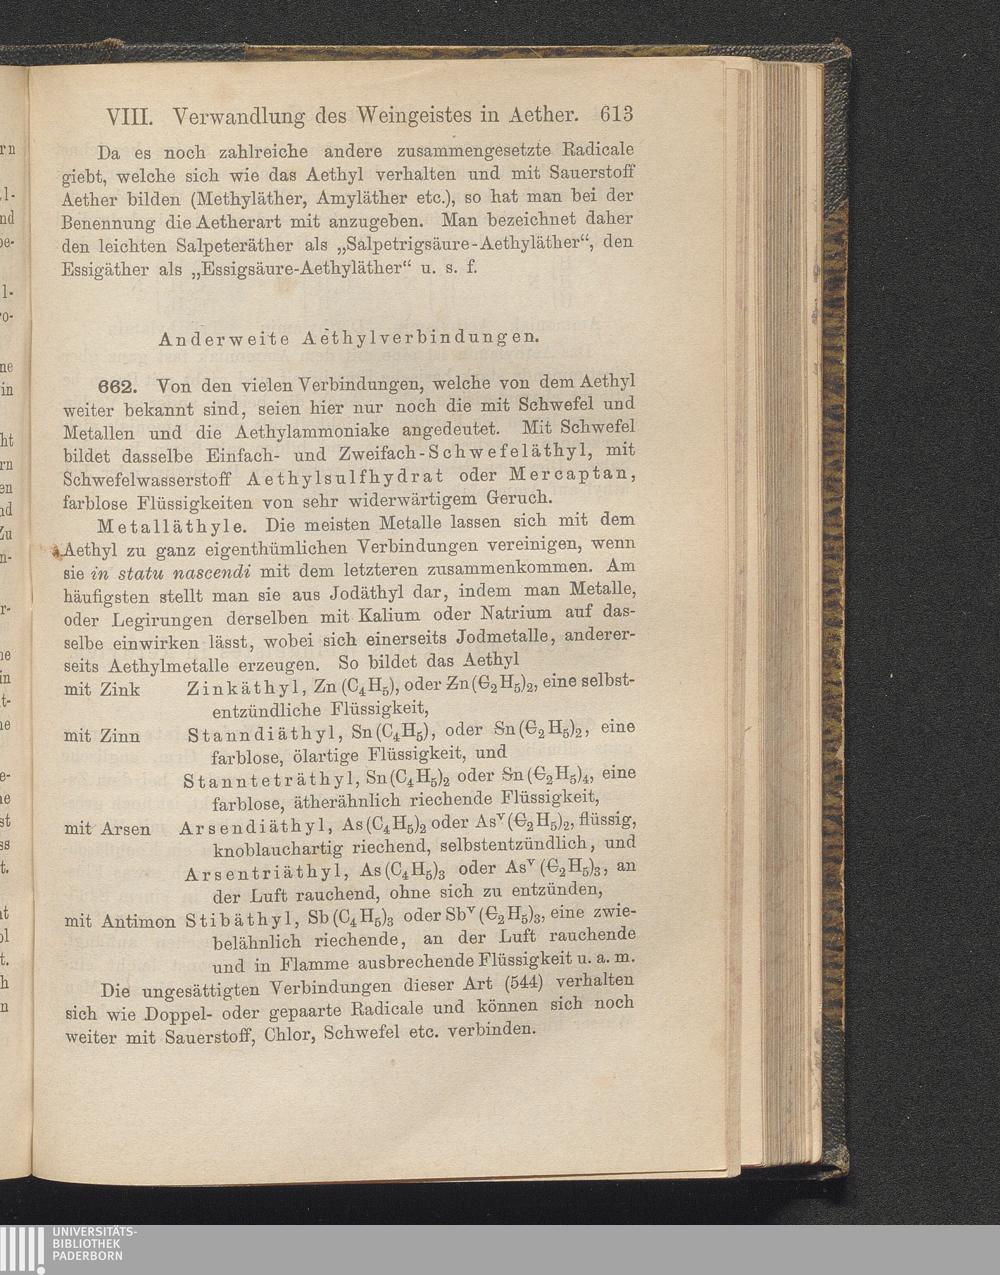 VIII. Verwandlung des Weingeistes in Aether. 613
Da es noch zahlreiche andere zusammengesetzte Radicale
giebt, welche sich wie das Aethyl verhalten und mit Sauerstoff
Aether bilden (Methyläther, Amyläther etc.), so hat man bei der
Benennung die Aetherart mit anzugeben. Man bezeichnet daher
den leichten Salpeteräther als „Salpetrigsäure-Aethyläther“, den
Essigäther als „Essigsäure-Aethyläther“ u. s. f.
Anderweite Aethylverbindungen.
662. Von den vielen Verbindungen, welche von dem Aethyl
weiter bekannt sind, seien hier nur noch die mit Schwefel und
Metallen und die Aethylammoniake angedeutet. Mit Schwefel
bildet dasselbe Einfach- und Zweifach-Schwefeläthyl, mit
Schwefelwasserstoff Aethylsulfhydrat oder Mercaptan,
farblose Flüssigkeiten von sehr widerwärtigem Geruch.
Metalläthyle. Die meisten Metalle lassen sich mit dem
Aethyl zu ganz eigenthümlichen Verbindungen vereinigen, wenn
sie in statu nascendi mit dem letzteren zusammenkommen. Am
häufigsten stellt man sie aus Jodäthyl dar, indem man Metalle,
oder Legirungen derselben mit Kalium oder Natrium auf das-
selbe einwirken lässt, wobei sich einerseits Jodmetalle, anderer-
seits Aethylmetalle erzeugen. So bildet das Aethyl
mit Zink Zinkäthyl, Zn (C₄H₅), oder Z̶n (C̶₂H₅)₂, eine selbst-
entzündliche Flüssigkeit,
mit Zinn Stanndiäthyl, Sn (C₄H₅), oder S̶n (C̶₂H₅)₂, eine
farblose, ölartige Flüssigkeit, und
Stannteträthyl, Sn (C₄H₅)₂ oder S̶n (C̶₂H₅)₄, eine
farblose, ätherähnlich riechende Flüssigkeit,
mit Arsen Arsendiäthyl, As (C₄H₅)₂ oder Asᵛ (C̶₂H₅)₂, flüssig,
knoblauchartig riechend, selbstentzündlich, und
Arsentriäthyl, As (C₄H₅)₃ oder Asᵛ (C̶₂H₅)₃, an
der Luft rauchend, ohne sich zu entzünden,
mit Antimon Stibäthyl, Sb (C₄H₅)₃ oder Sbᵛ (C̶₂H₅)₃, eine zwie-
belähnlich riechende, an der Luft rauchende
und in Flamme ausbrechende Flüssigkeit u. a. m.
Die ungesättigten Verbindungen dieser Art (544) verhalten
sich wie Doppel- oder gepaarte Radicale und können sich noch
weiter mit Sauerstoff, Chlor, Schwefel etc. verbinden.
UNIVERSITÄTS-
BIBLIOTHEK
PADERBORN